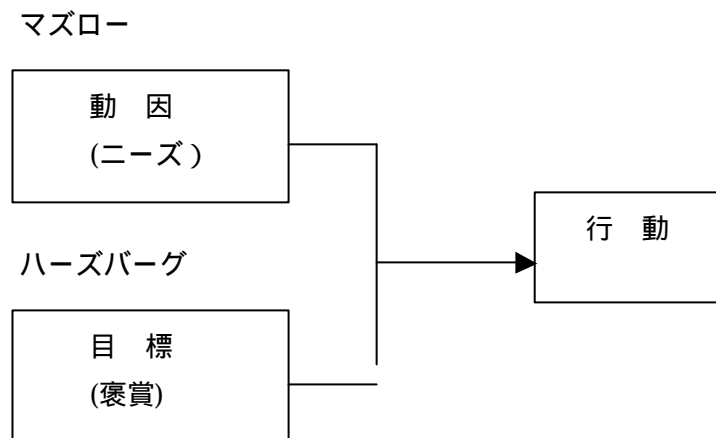 マズロー
動　因
(ニーズ）
ハーズバーグ
目　標
(褒賞)
行　動